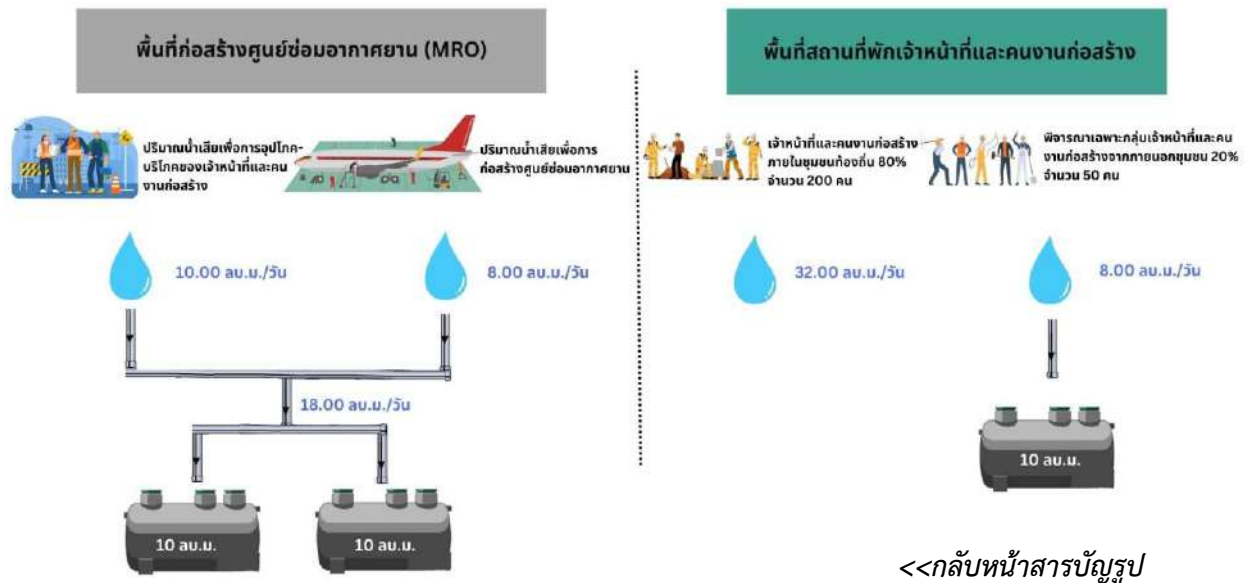 พื้นที่ก่อสร้างศูนย์ซ่อมอากาศยาน (MRO)
ปริมาณน้ำเสียเพื่อการอุปโภค-
บริโภคของเจ้าหน้าที่และคน
งานก่อสร้าง
ปริมาณน้ำเสียเพื่อการ
ก่อสร้างศูนย์ซ่อมอากาศยาน
10.00 ลบ.ม./วัน
8.00 ลบ.ม./วัน
18.00 ลบ.ม./วัน
10 ลบ.ม.
10 ลบ.ม.
พื้นที่สถานที่พักเจ้าหน้าที่และคนงานก่อสร้าง
เจ้าหน้าที่และคนงานก่อสร้าง
ภายในชุมชนท้องถิ่น 80%
จำนวน 200 คน
พิจารณาเฉพาะกลุ่มเจ้าหน้าที่และคน
งานก่อสร้างจากภายนอกชุมชน 20%
จำนวน 50 คน
32.00 ลบ.ม./วัน
8.00 ลบ.ม./วัน
10 ลบ.ม.
<<กลับหน้าสารบัญรูป